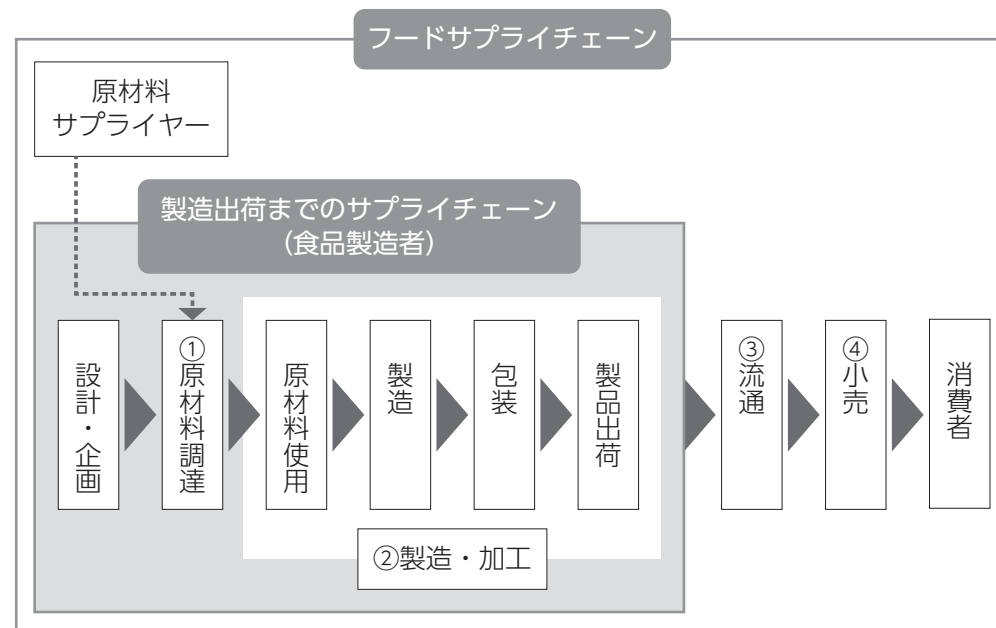 フードサプライチェーン
原材料
サプライヤー
製造出荷までのサプライチェーン
（食品製造者）
設計・企画
①原材料調達
原材料使用
製造
包装
製品出荷
③流通
④小売
消費者
②製造・加工